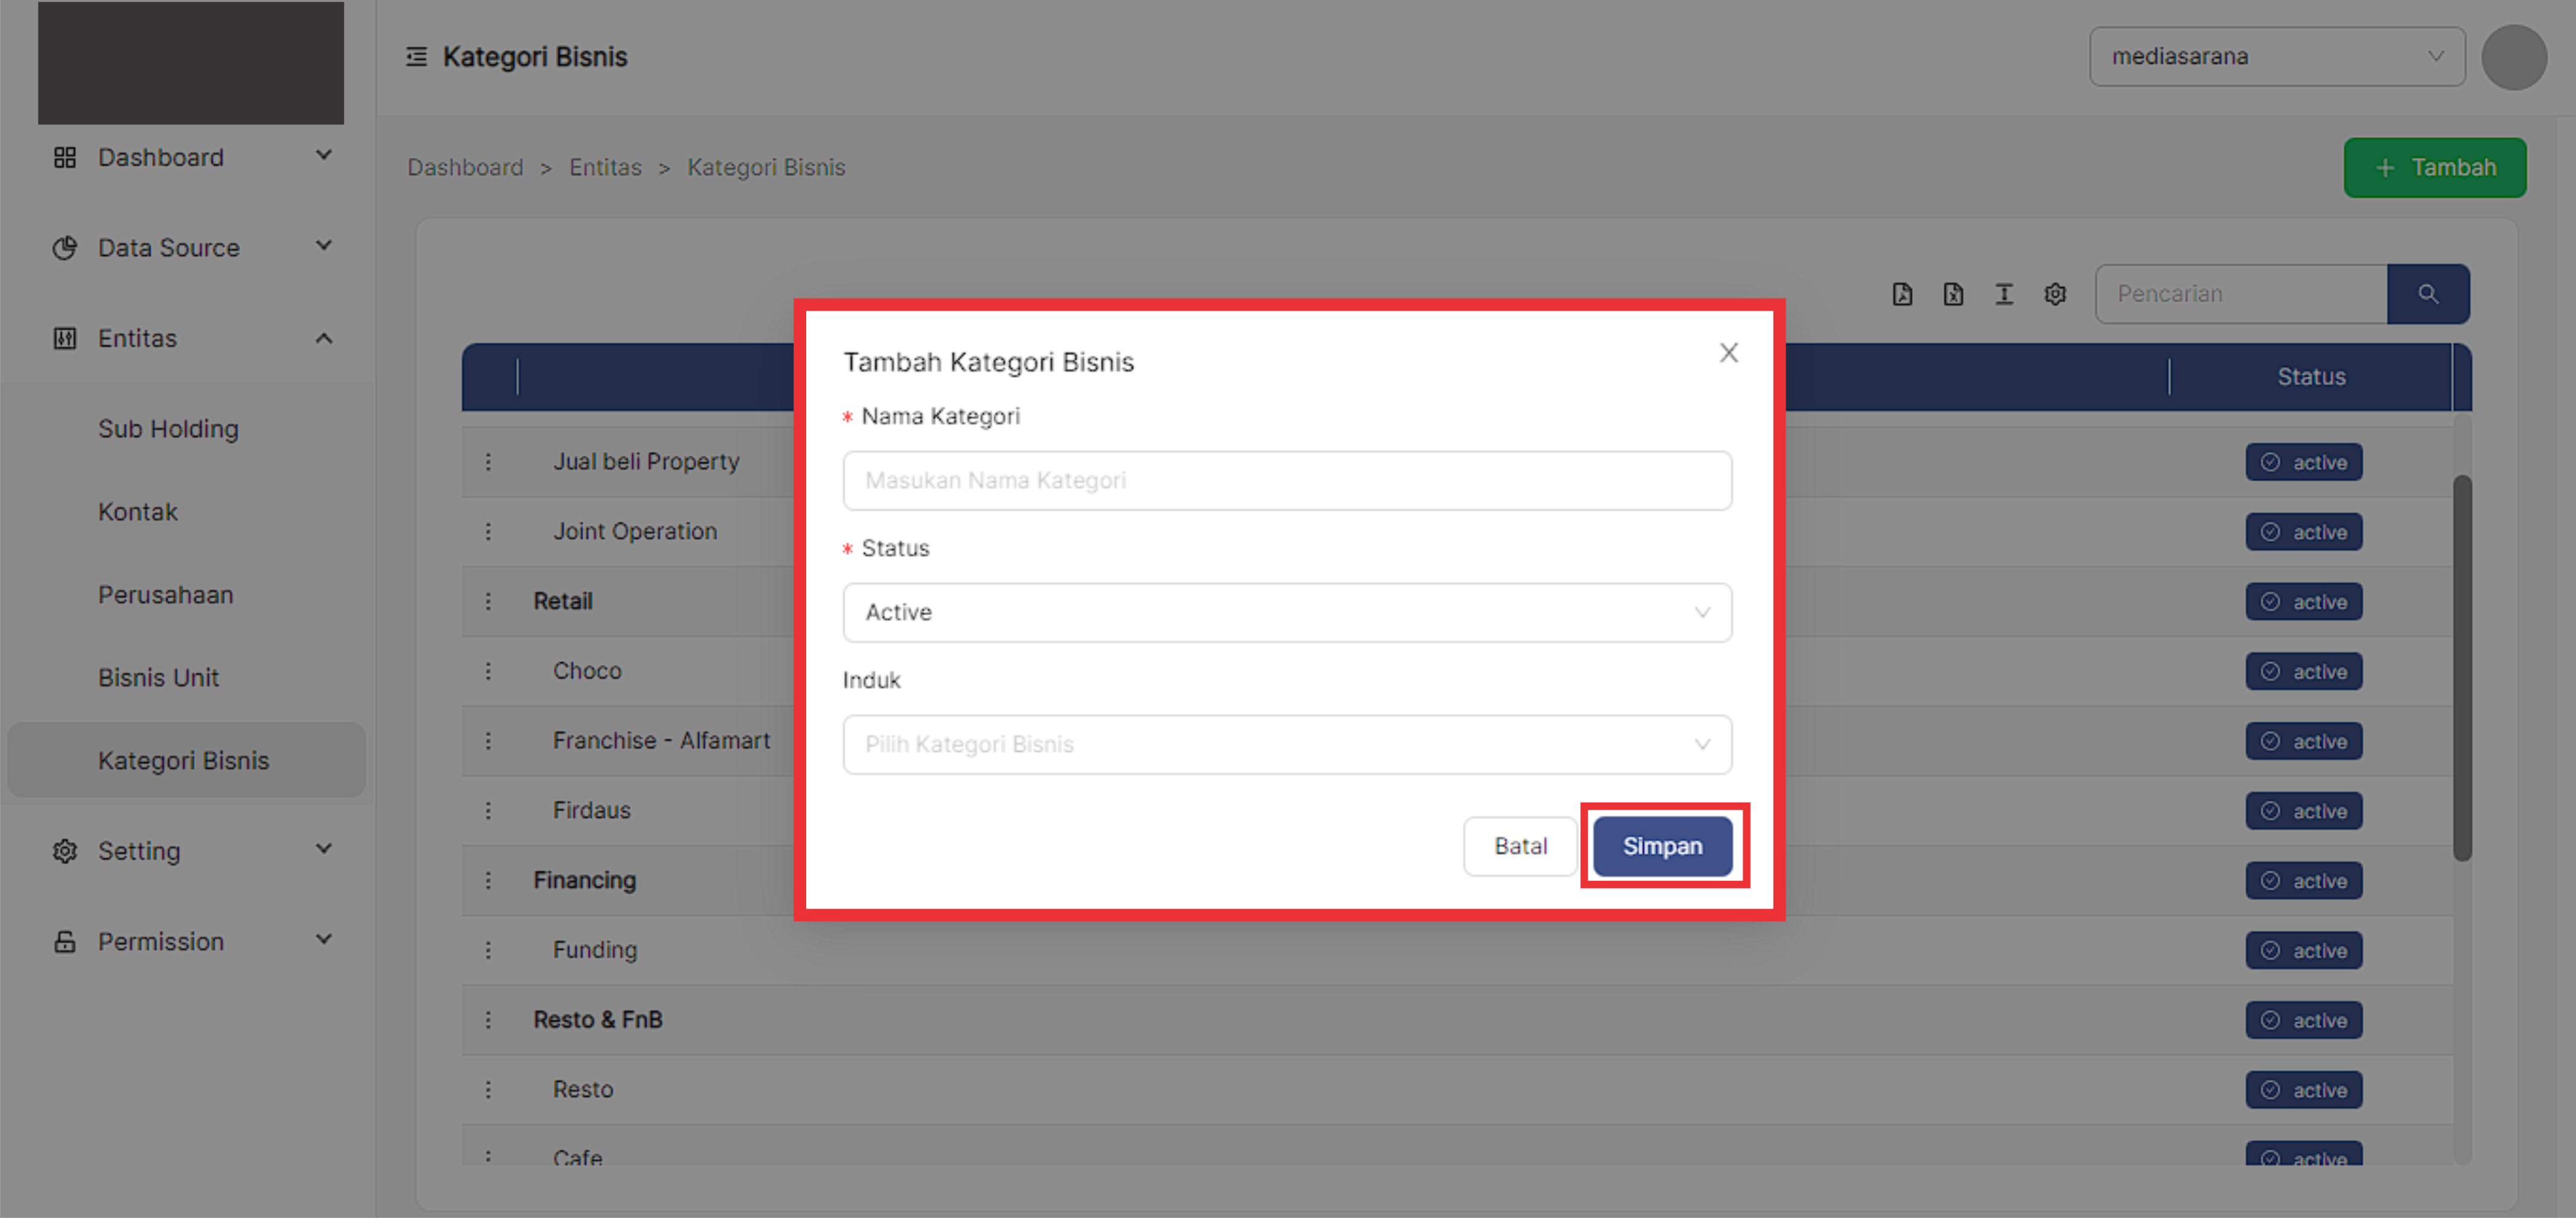 Kategori Bisnis
mediasarana
Dashboard
Data Source
Entitas
Sub Holding
Kontak
Perusahaan
Bisnis Unit
Kategori Bisnis
Setting
Permission
Dashboard > Entitas > Kategori Bisnis
+ Tambah
Pencarian
Status
Jual beli Property active
Joint Operation active
Retail active
Choco active
Franchise - Alfamart active
Firdaus active
Financing active
Funding active
Resto & FnB active
Resto active
Cafe active
Tambah Kategori Bisnis
* Nama Kategori
Masukan Nama Kategori
* Status
Active
Induk
Pilih Kategori Bisnis
Batal Simpan